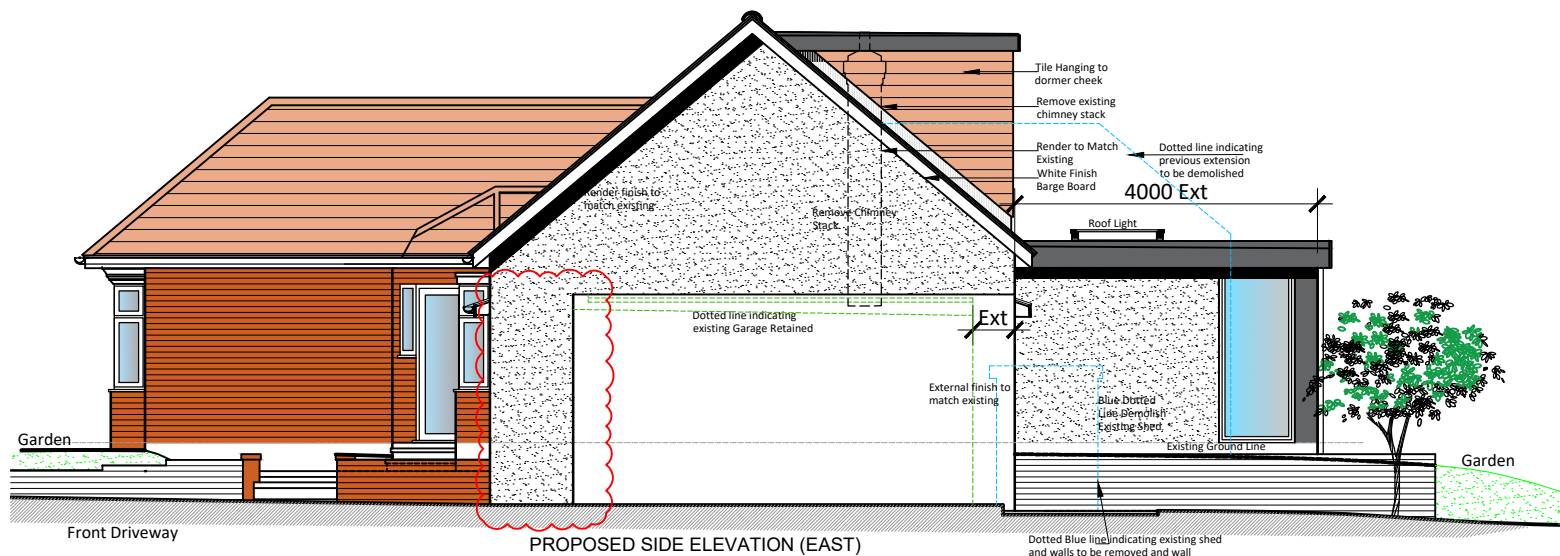 Tile Hanging to
dormer cheek
Remove existing
chimney stack
Render to Match
Existing
White Finish
Barge Board
Dotted line indicating
previous extension
to be demolished
4000 Ext
Render finish to
match existing
Remove Chimney
Stack
Roof Light
Dotted line indicating
existing Garage Retained
Ext
External finish to
match existing
Blue Dotted
Line Demolish
Existing Shed
Garden
Existing Ground Line
Garden
Front Driveway
PROPOSED SIDE ELEVATION (EAST)
Dotted Blue line indicating existing shed
and walls to be removed and wall